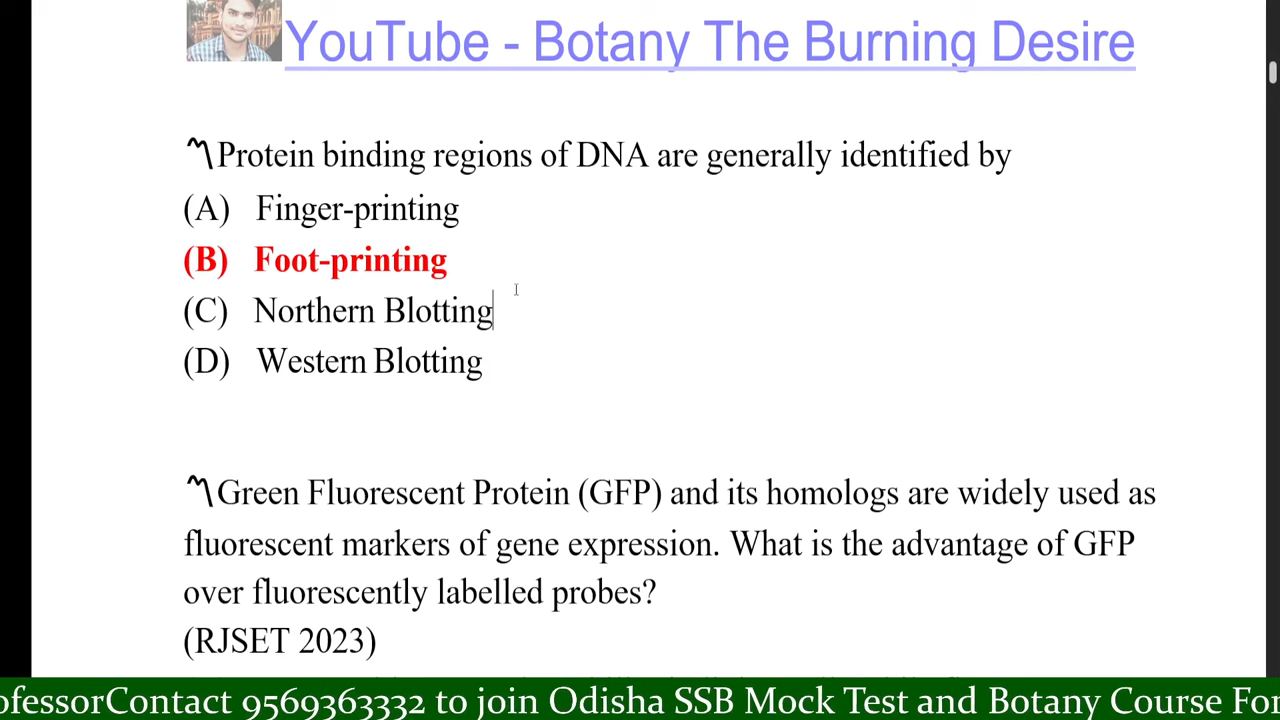 YouTube - Botany The Burning Desire
Protein binding regions of DNA are generally identified by
(A) Finger-printing
(B) Foot-printing
(C) Northern Blotting
(D) Western Blotting
Green Fluorescent Protein (GFP) and its homologs are widely used as
fluorescent markers of gene expression. What is the advantage of GFP
over fluorescently labelled probes?
(RJSET 2023)
ofessorContact 9569363332 to join Odisha SSB Mock Test and Botany Course For